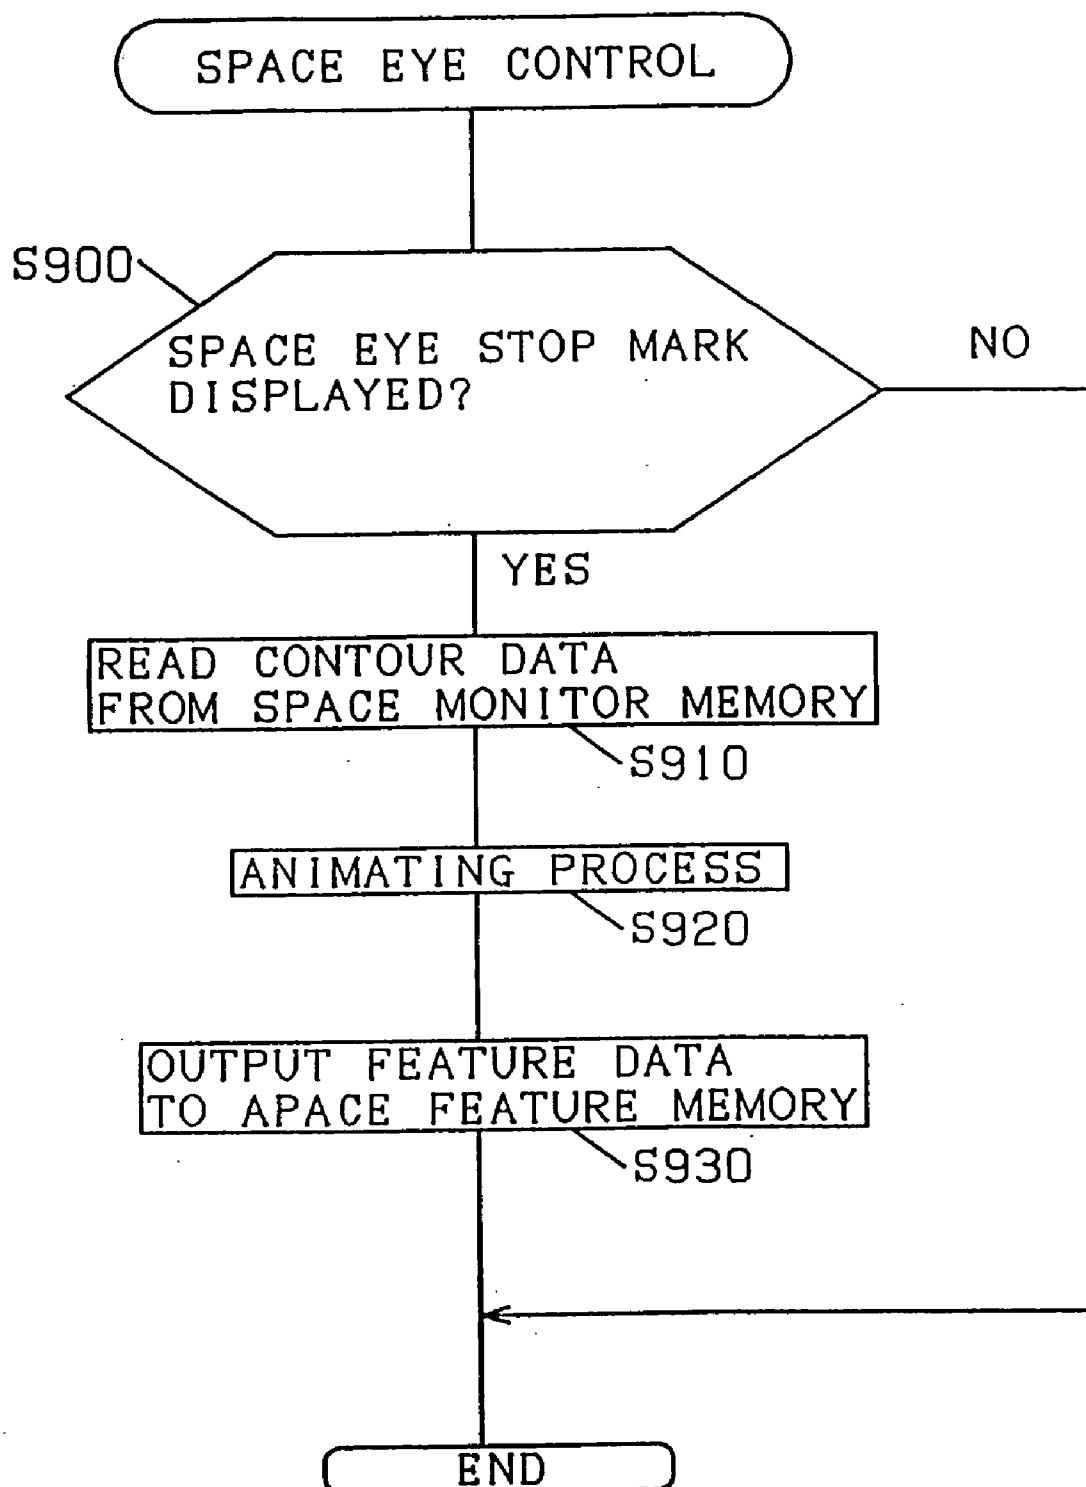 SPACE EYE CONTROL
S900
SPACE EYE STOP MARK
DISPLAYED?
NO
YES
READ CONTOUR DATA
FROM SPACE MONITOR MEMORY
S910
ANIMATING PROCESS
S920
OUTPUT FEATURE DATA
TO APACE FEATURE MEMORY
S930
END